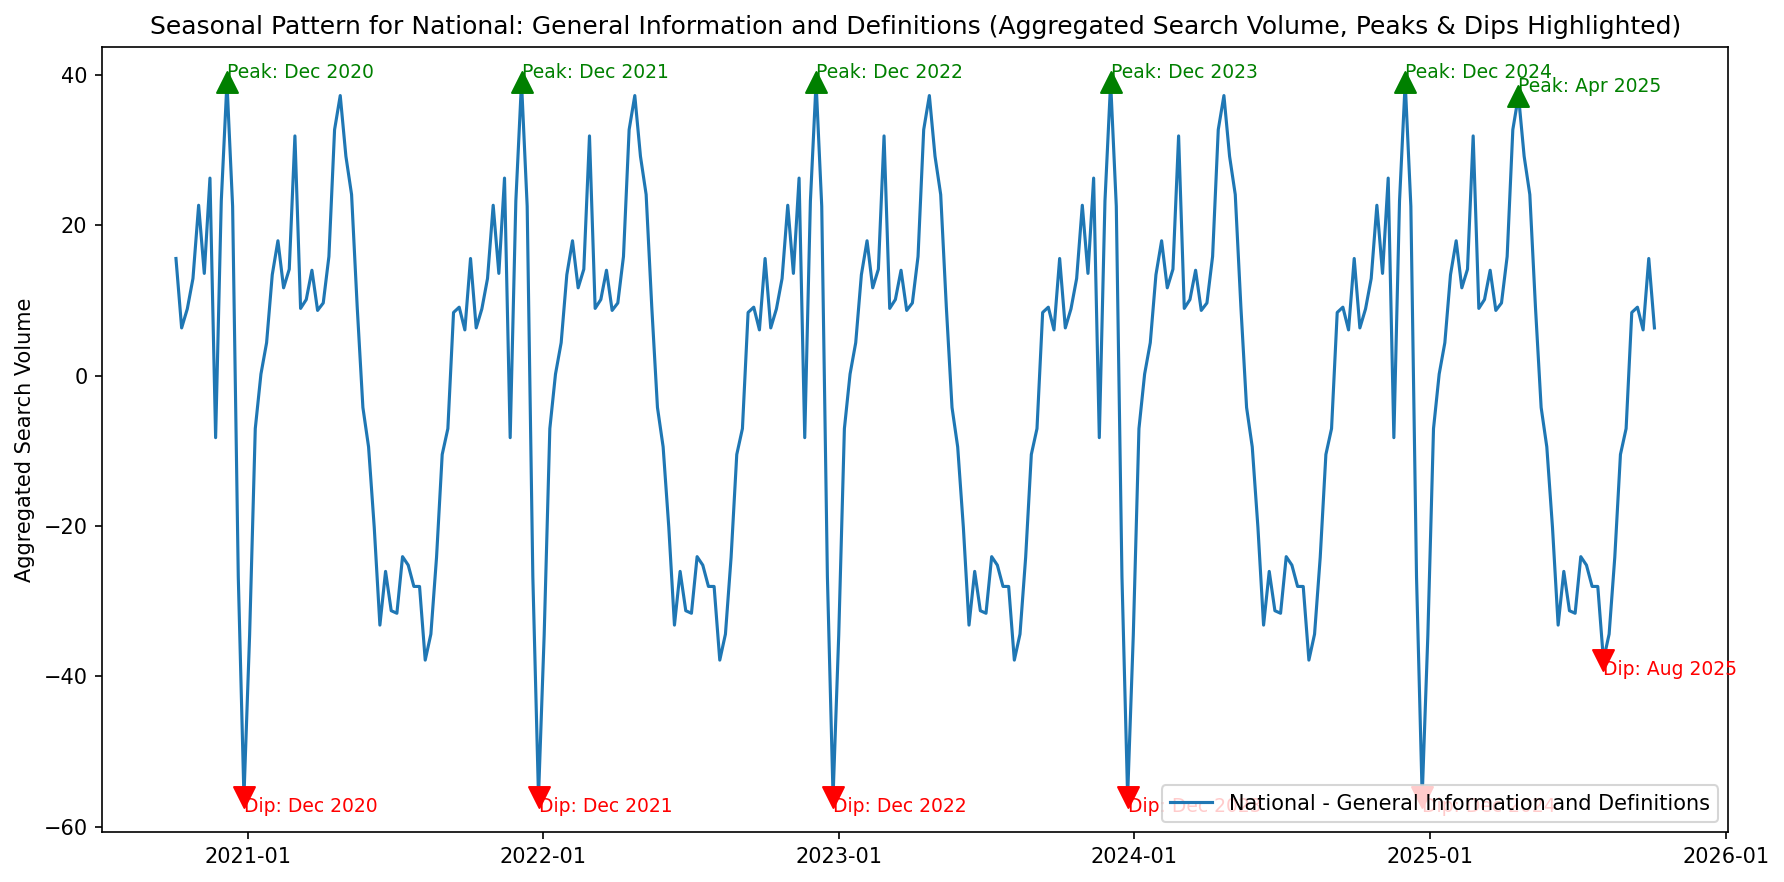 Seasonal Pattern for National: General Information and Definitions (Aggregated Search Volume, Peaks & Dips Highlighted)
Aggregated Search Volume
40
20
0
−20
−40
−60
Peak: Dec 2020
Peak: Dec 2021
Peak: Dec 2022
Peak: Dec 2023
Peak: Dec 2024
Peak: Apr 2025
Dip: Aug 2025
Dip: Dec 2020
Dip: Dec 2021
Dip: Dec 2022
Dip:
National - General Information and Definitions
2021-01
2022-01
2023-01
2024-01
2025-01
2026-01